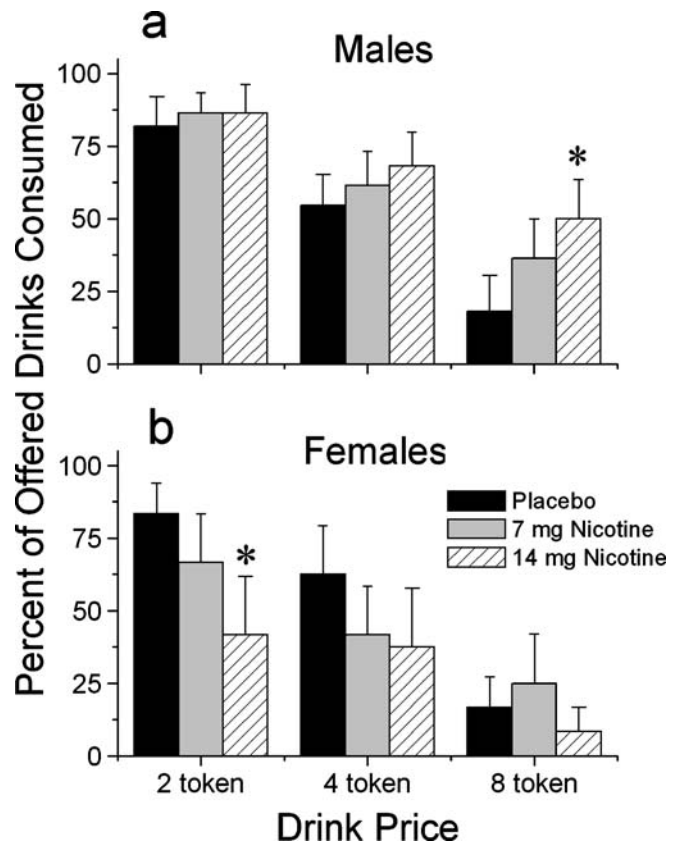 a
Males
100
75
50
25
0
*
Percent of Offered Drinks Consumed
b
Females
100
75
50
25
0
*
Placebo
7 mg Nicotine
14 mg Nicotine
2 token
4 token
8 token
Drink Price